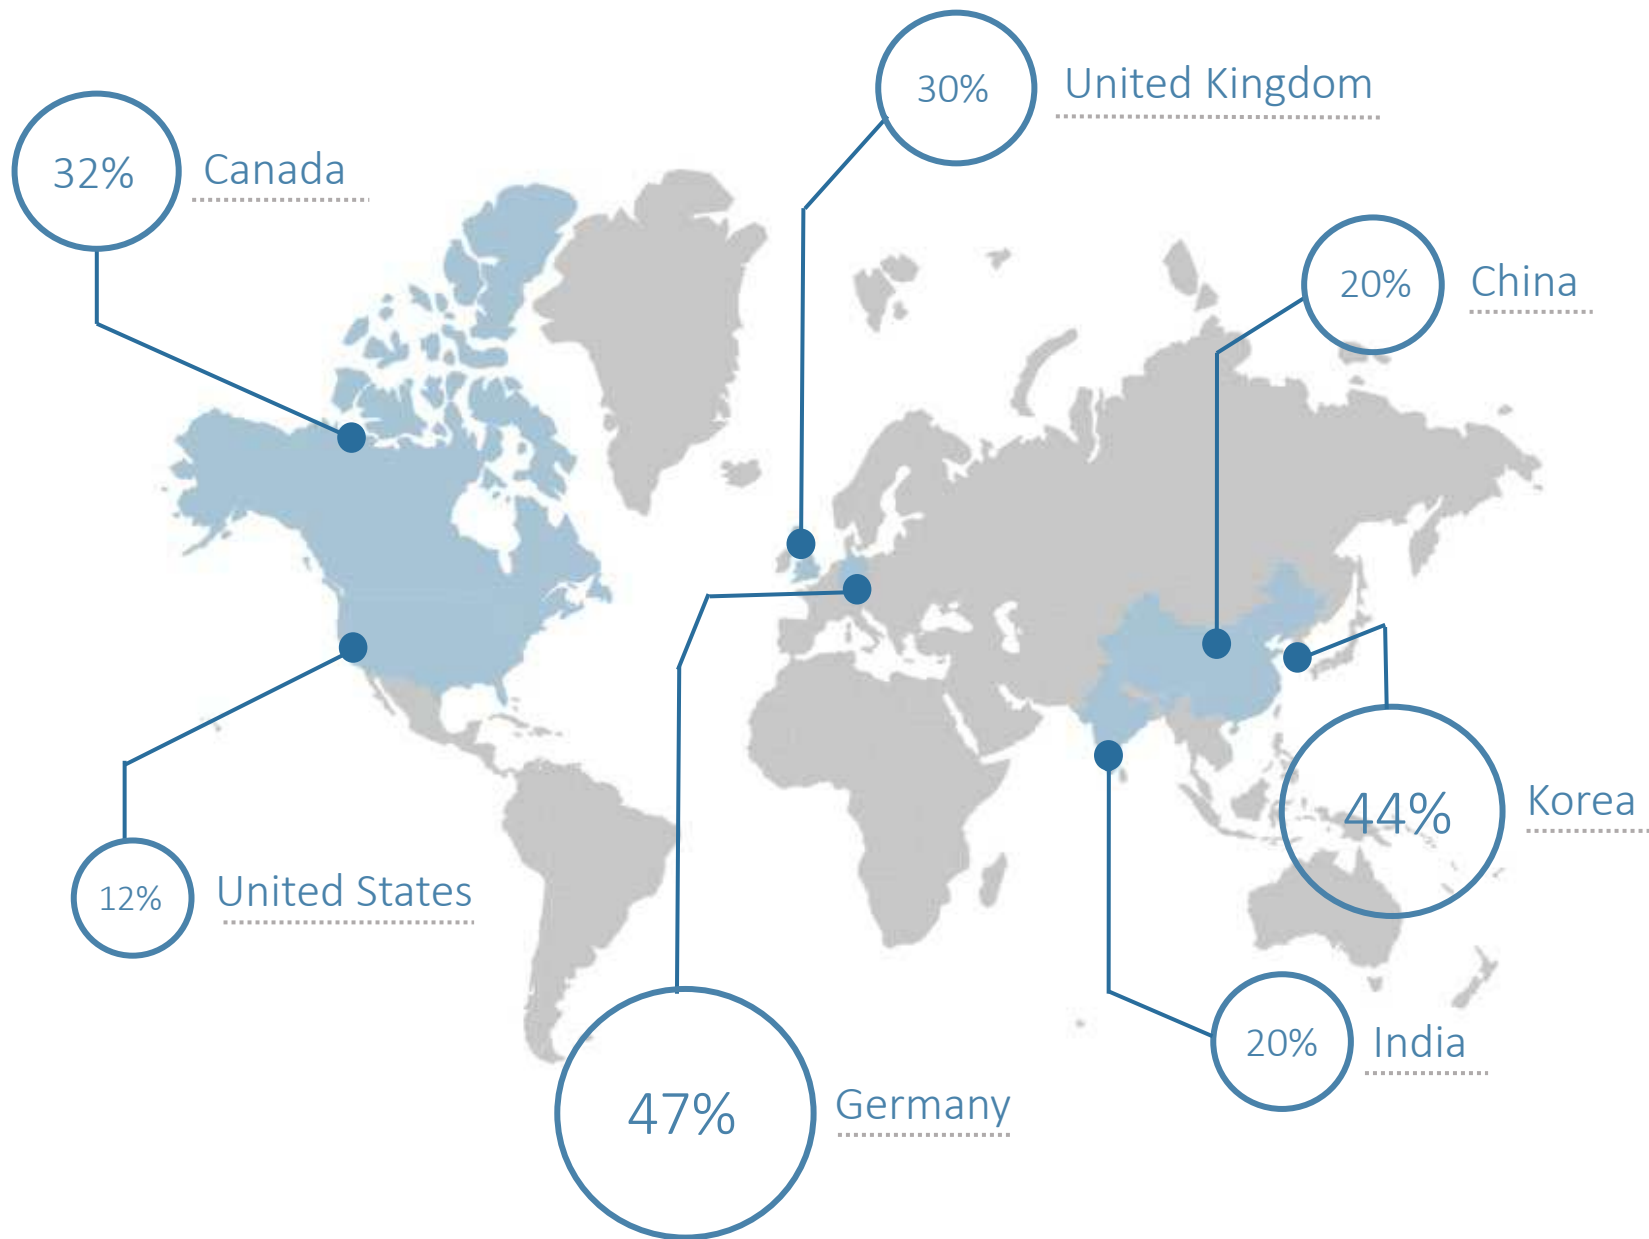 30%
United Kingdom
32%
Canada
20%
China
44%
Korea
12%
United States
20%
India
47%
Germany